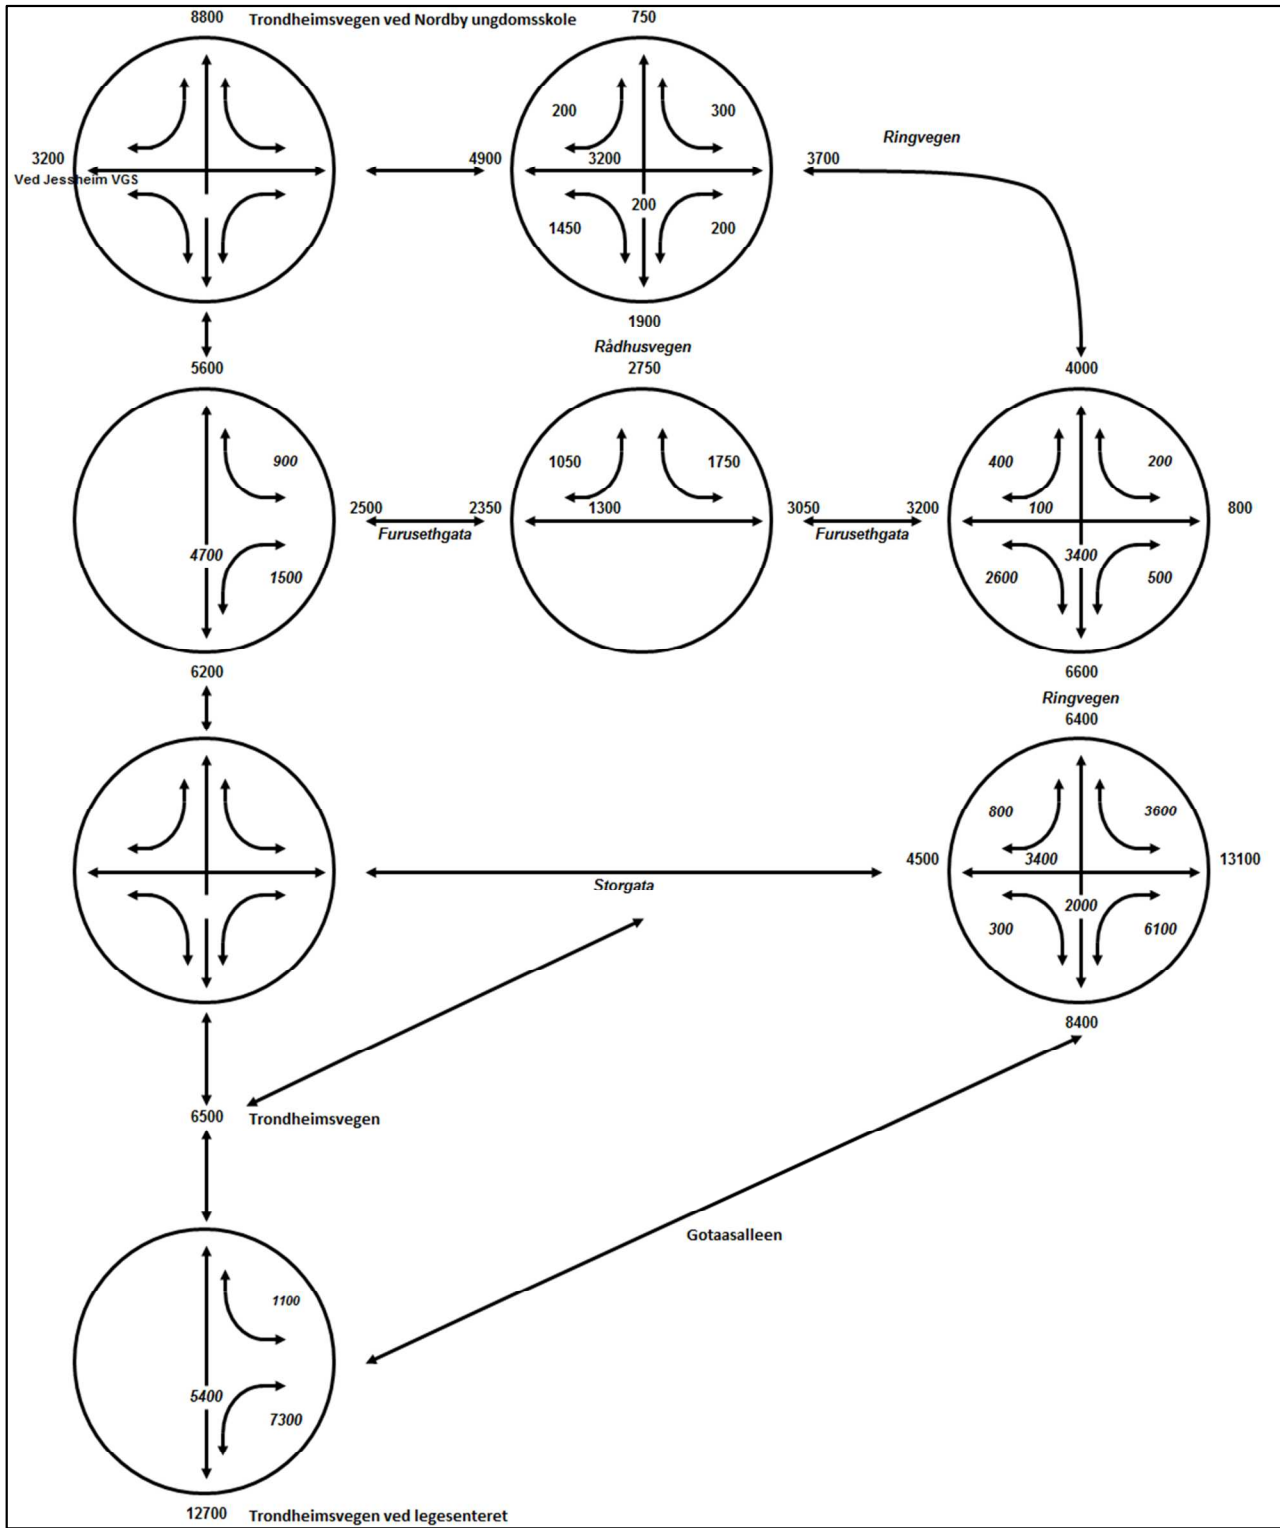 8800 Trondheimsvegen ved Nordby ungdomsskole 750
200 300
Ringvegen
3200 4900 3200 3700
Ved Jessheim VGS
200
1450 200
1900
Rådhusvegen
5600 2750 4000
900 1050 1750 400 200
2500 2350 1300 3050 3200 100 800
Furusethgata Furusethgata
4700 3400
1500 2600 500
6200 6600
Ringvegen
6400
800 3600
4500 3400 13100
Storgata
2000
300 6100
8400
6500 Trondheimsvegen
Gotaasalleen
1100
5400
7300
12700 Trondheimsvegen ved legesenteret